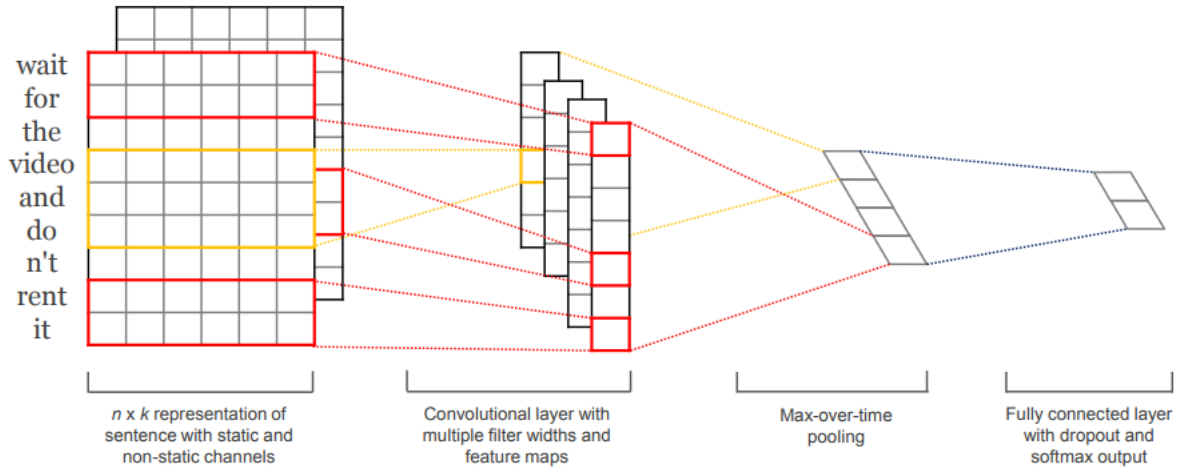 wait
for
the
video
and
do
n't
rent
it
n x k representation of
sentence with static and
non-static channels
Convolutional layer with
multiple filter widths and
feature maps
Max-over-time
pooling
Fully connected layer
with dropout and
softmax output